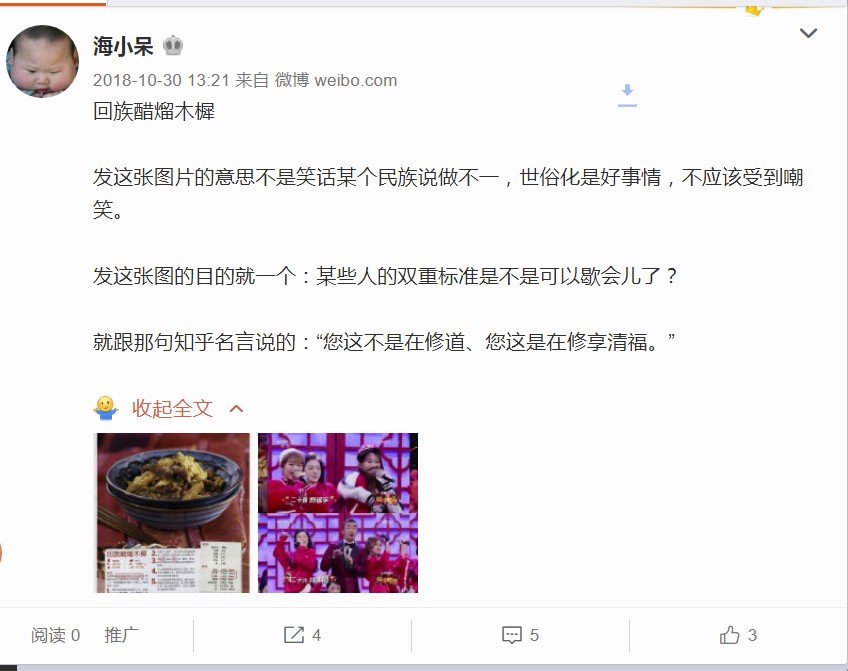 海小呆
2018-10-30 13:21 来自 微博 weibo.com
回族醋熘木樨
发这张图片的意思不是笑话某个民族说做不一，世俗化是好事情，不应该受到嘲
笑。
发这张图的目的就一个：某些人的双重标准是不是可以歇会儿了？
就跟那句知乎名言说的：“您这不是在修道、您这是在修享清福。”
收起全文
回族醋熘木樨
阅读 0 推广 4 5 3